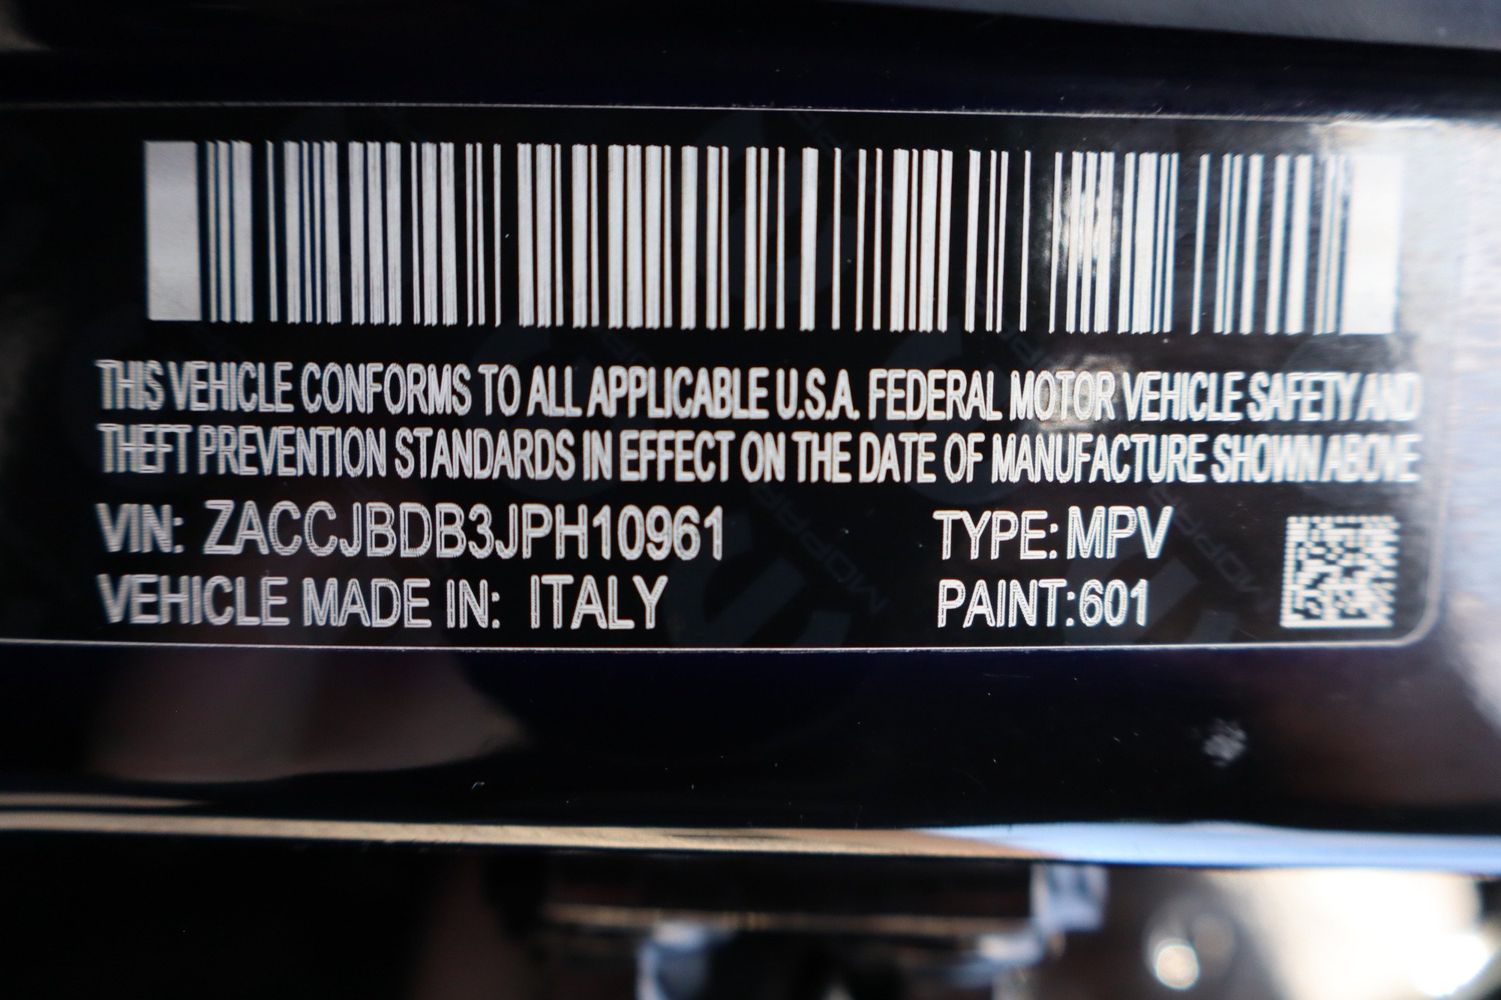 THIS VEHICLE CONFORMS TO ALL APPLICABLE U.S.A. FEDERAL MOTOR VEHICLE SAFETY AND
THEFT PREVENTION STANDARDS IN EFFECT ON THE DATE OF MANUFACTURE SHOWN ABOVE
VIN: ZACCJBDB3JPH10961 TYPE: MPV
VEHICLE MADE IN: ITALY PAINT:601
MOPAR